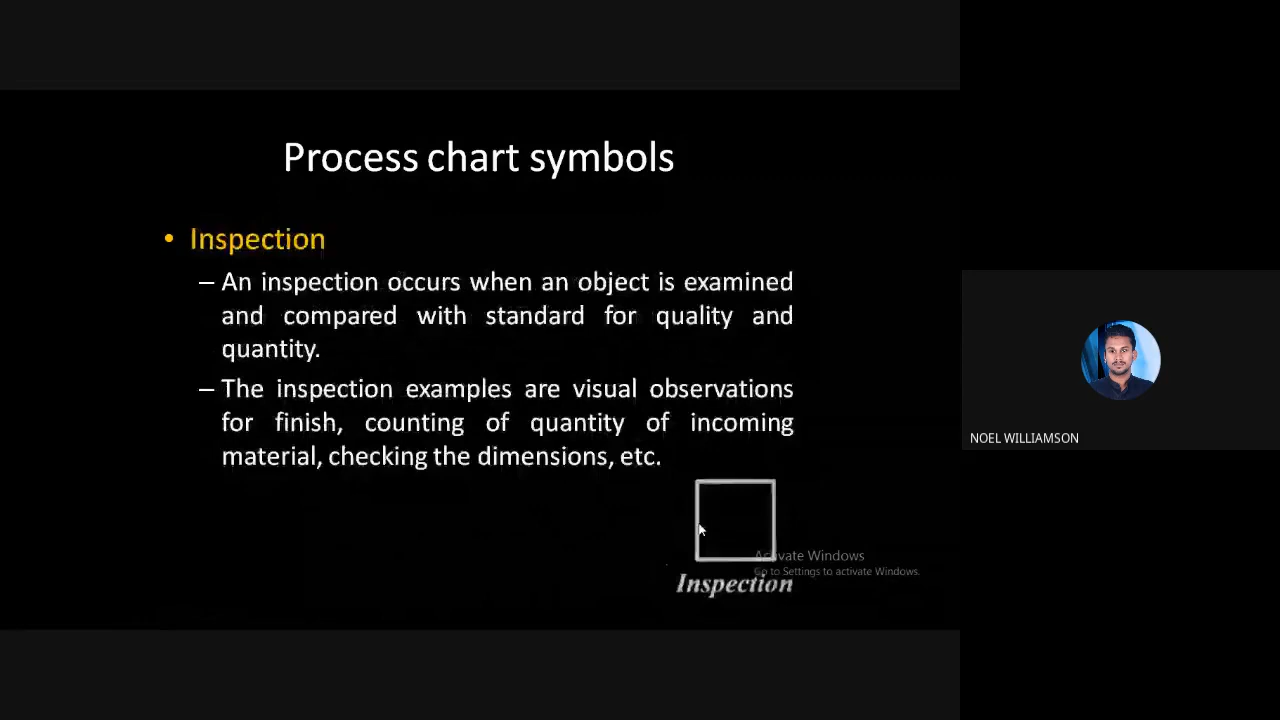 Process chart symbols
• Inspection
– An inspection occurs when an object is examined
and compared with standard for quality and
quantity.
– The inspection examples are visual observations
for finish, counting of quantity of incoming
material, checking the dimensions, etc.
NOEL WILLIAMSON
Activate Windows
Go to Settings to activate Windows.
Inspection